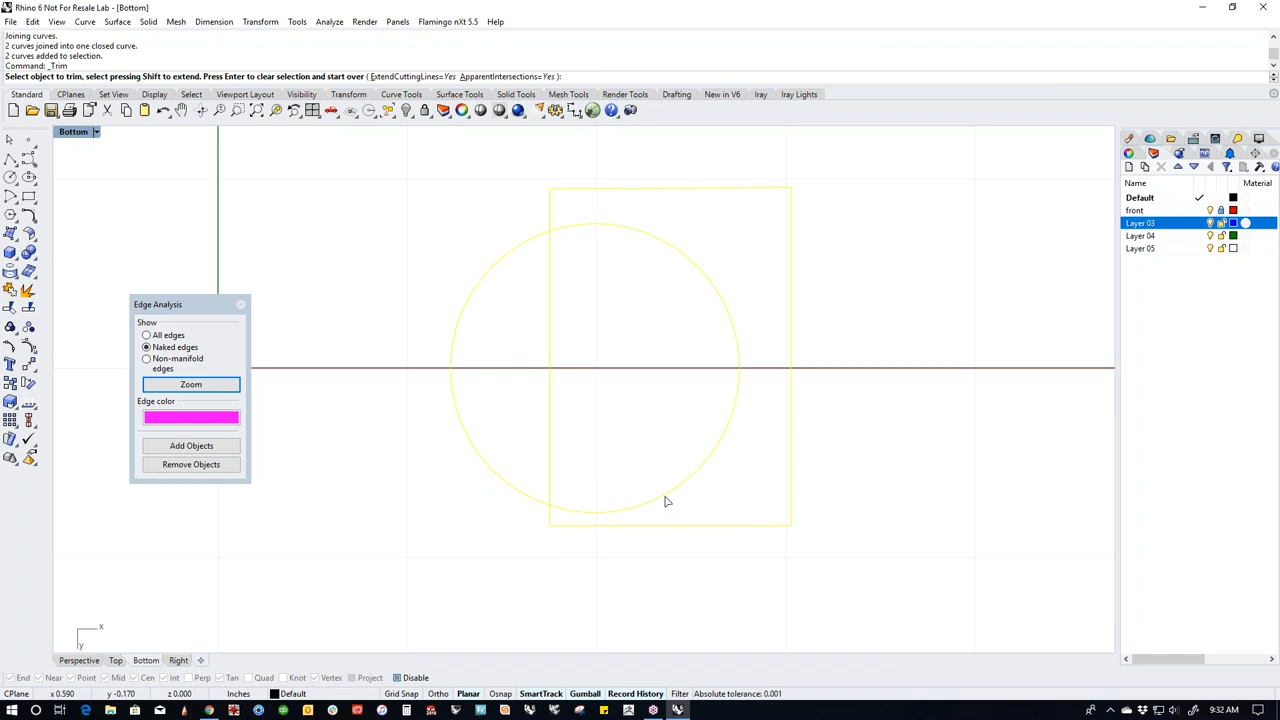 Rhino 6 Not For Resale Lab - [Bottom]
File Edit View Curve Surface Solid Mesh Dimension Transform Tools Analyze Render Panels Flamingo nXt 5.5 Help
Joining curves.
2 curves joined into one closed curve.
2 curves added to selection.
Command: _Trim
Select object to trim, select pressing Shift to extend. Press Enter to clear selection and start over ( ExtendCuttingLines=Yes ApparentIntersections=Yes ):
Standard CPlanes Set View Display Select Viewport Layout Visibility Transform Curve Tools Surface Tools Solid Tools Mesh Tools Render Tools Drafting New in V6 Iray Iray Lights
Bottom
Name Material
Default
front
Layer 03
Layer 04
Layer 05
Edge Analysis
Show
All edges
Naked edges
Non-manifold
edges
Zoom
Edge color
Add Objects
Remove Objects
x
y
Perspective Top Bottom Right
End Near Point Mid Cen Int Perp Tan Quad Knot Vertex Project Disable
CPlane x 0.590 y -0.170 z 0.000 Inches Default Grid Snap Ortho Planar Osnap SmartTrack Gumball Record History Filter Absolute tolerance: 0.001
9:32 AM